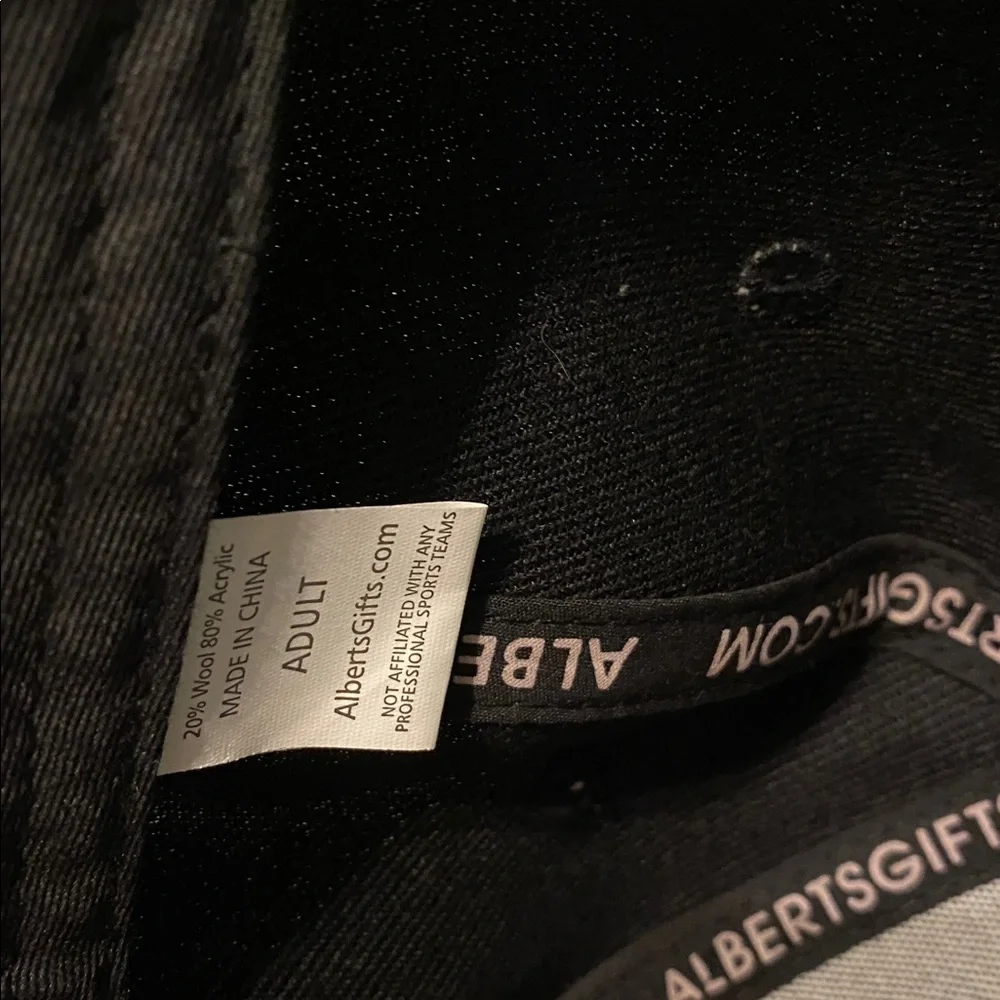 20% Wool 80% Acrylic
MADE IN CHINA
ADULT
AlbertsGifts.com
NOT AFFILIATED WITH ANY
PROFESSIONAL SPORTS TEAMS
ALBE
RTSGIFTS.COM
ALBERTSGIFTS